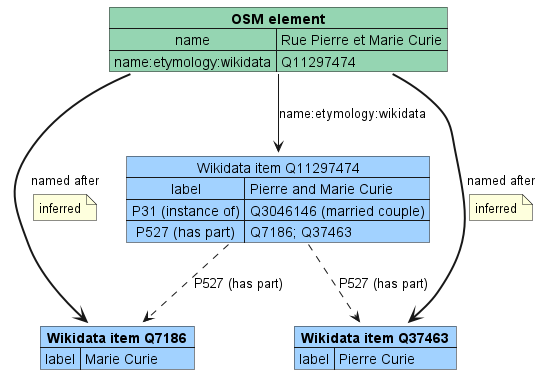 OSM element
name Rue Pierre et Marie Curie
name:etymology:wikidata Q11297474
name:etymology:wikidata
Wikidata item Q11297474
label Pierre and Marie Curie
P31 (instance of) Q3046146 (married couple)
P527 (has part) Q7186; Q37463
named after
inferred
named after
inferred
P527 (has part)
P527 (has part)
Wikidata item Q7186
label Marie Curie
Wikidata item Q37463
label Pierre Curie